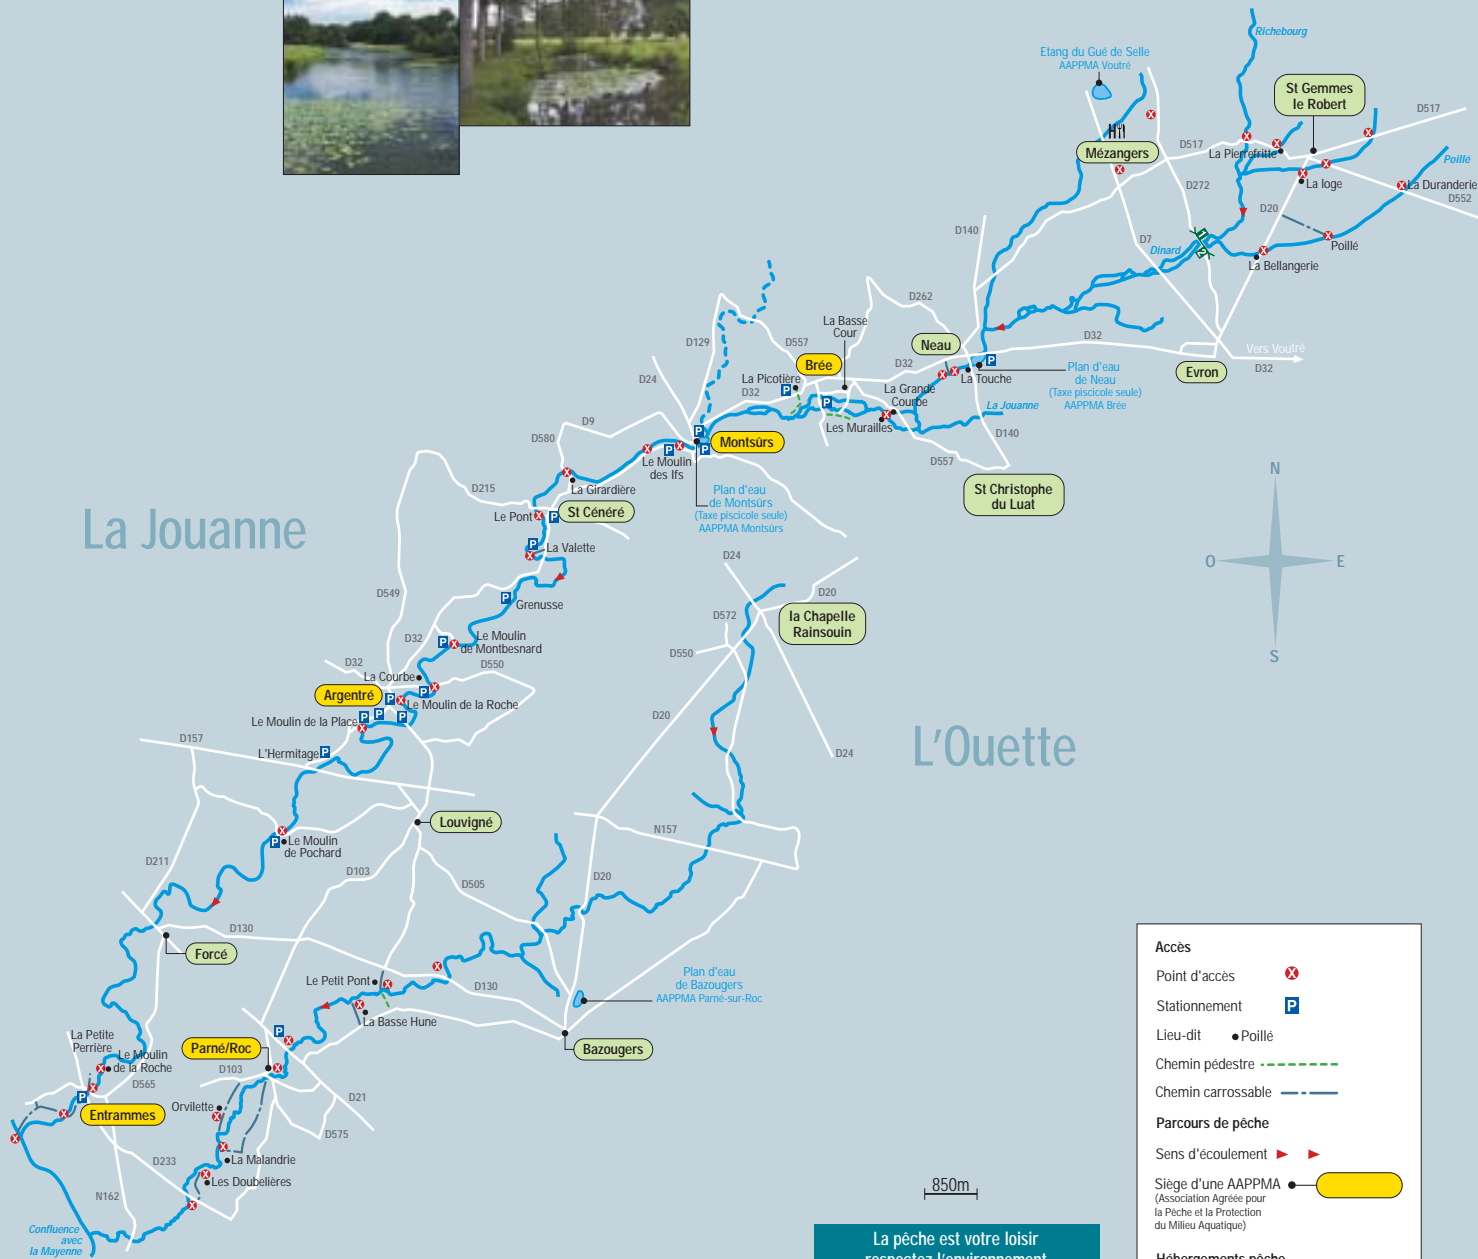 Richebourg
Etang du Gué de Selle
AAPPMA Voutré
St Gemmes
le Robert
D517
Mézangers
D517
La Pierrefritte
Poillé
La loge
La Duranderie
D552
D272
D20
D140
D7
Dinard
Poillé
La Bellangerie
D262
La Basse
Cour
D129
D557
Neau
D32
Vers Voutré
D32
Evron
Brée
D32
La Touche
Plan d'eau
de Neau
(Taxe piscicole seule)
AAPPMA Brée
D24
La Picotière
D32
La Grande
Courbe
La Jouanne
Les Murailles
D9
D140
D580
Montsûrs
D557
Le Moulin
des Ifs
La Girardière
D215
St Christophe
du Luat
Plan d'eau
de Montsûrs
(Taxe piscicole seule)
AAPPMA Montsûrs
N
Le Pont
St Cénéré
La Jouanne
La Valette
D24
O
E
D549
Grenusse
D20
D572
la Chapelle
Rainsouin
D32
Le Moulin
de Montbesnard
S
D550
D32
D550
La Courbe
Argentré
Le Moulin de la Roche
Le Moulin de la Place
D20
D157
L'Hermitage
L'Ouette
D24
Louvigné
N157
Le Moulin
de Pochard
D211
D103
D505
D20
D130
Forcé
Le Petit Pont
D130
Plan d'eau
de Bazougers
AAPPMA Parné-sur-Roc
La Basse Hune
La Petite
Perrière
Parné/Roc
Bazougers
Le Moulin
de la Roche
D103
D565
Entrammes
Orvilette
D21
D575
D233
La Malandrie
Les Doubelières
N162
Confluence
avec
la Mayenne
850m
La pêche est votre loisir
respectez l'environnement
Accès
Point d'accès
Stationnement P
Lieu-dit Poillé
Chemin pédestre
Chemin carrossable
Parcours de pêche
Sens d'écoulement
Siège d'une AAPPMA
(Association Agréée pour
la Pêche et la Protection
du Milieu Aquatique)
Hébergements pêche